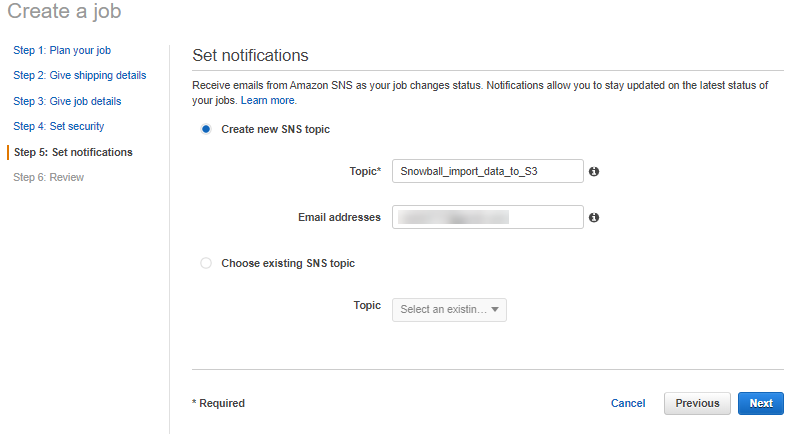 Create a job
Step 1: Plan your job
Step 2: Give shipping details
Step 3: Give job details
Step 4: Set security
Step 5: Set notifications
Step 6: Review
Set notifications
Receive emails from Amazon SNS as your job changes status. Notifications allow you to stay updated on the latest status of
your jobs. Learn more.
Create new SNS topic
Topic* Snowball_import_data_to_S3
Email addresses
Choose existing SNS topic
Topic Select an existin...
* Required
Cancel Previous Next